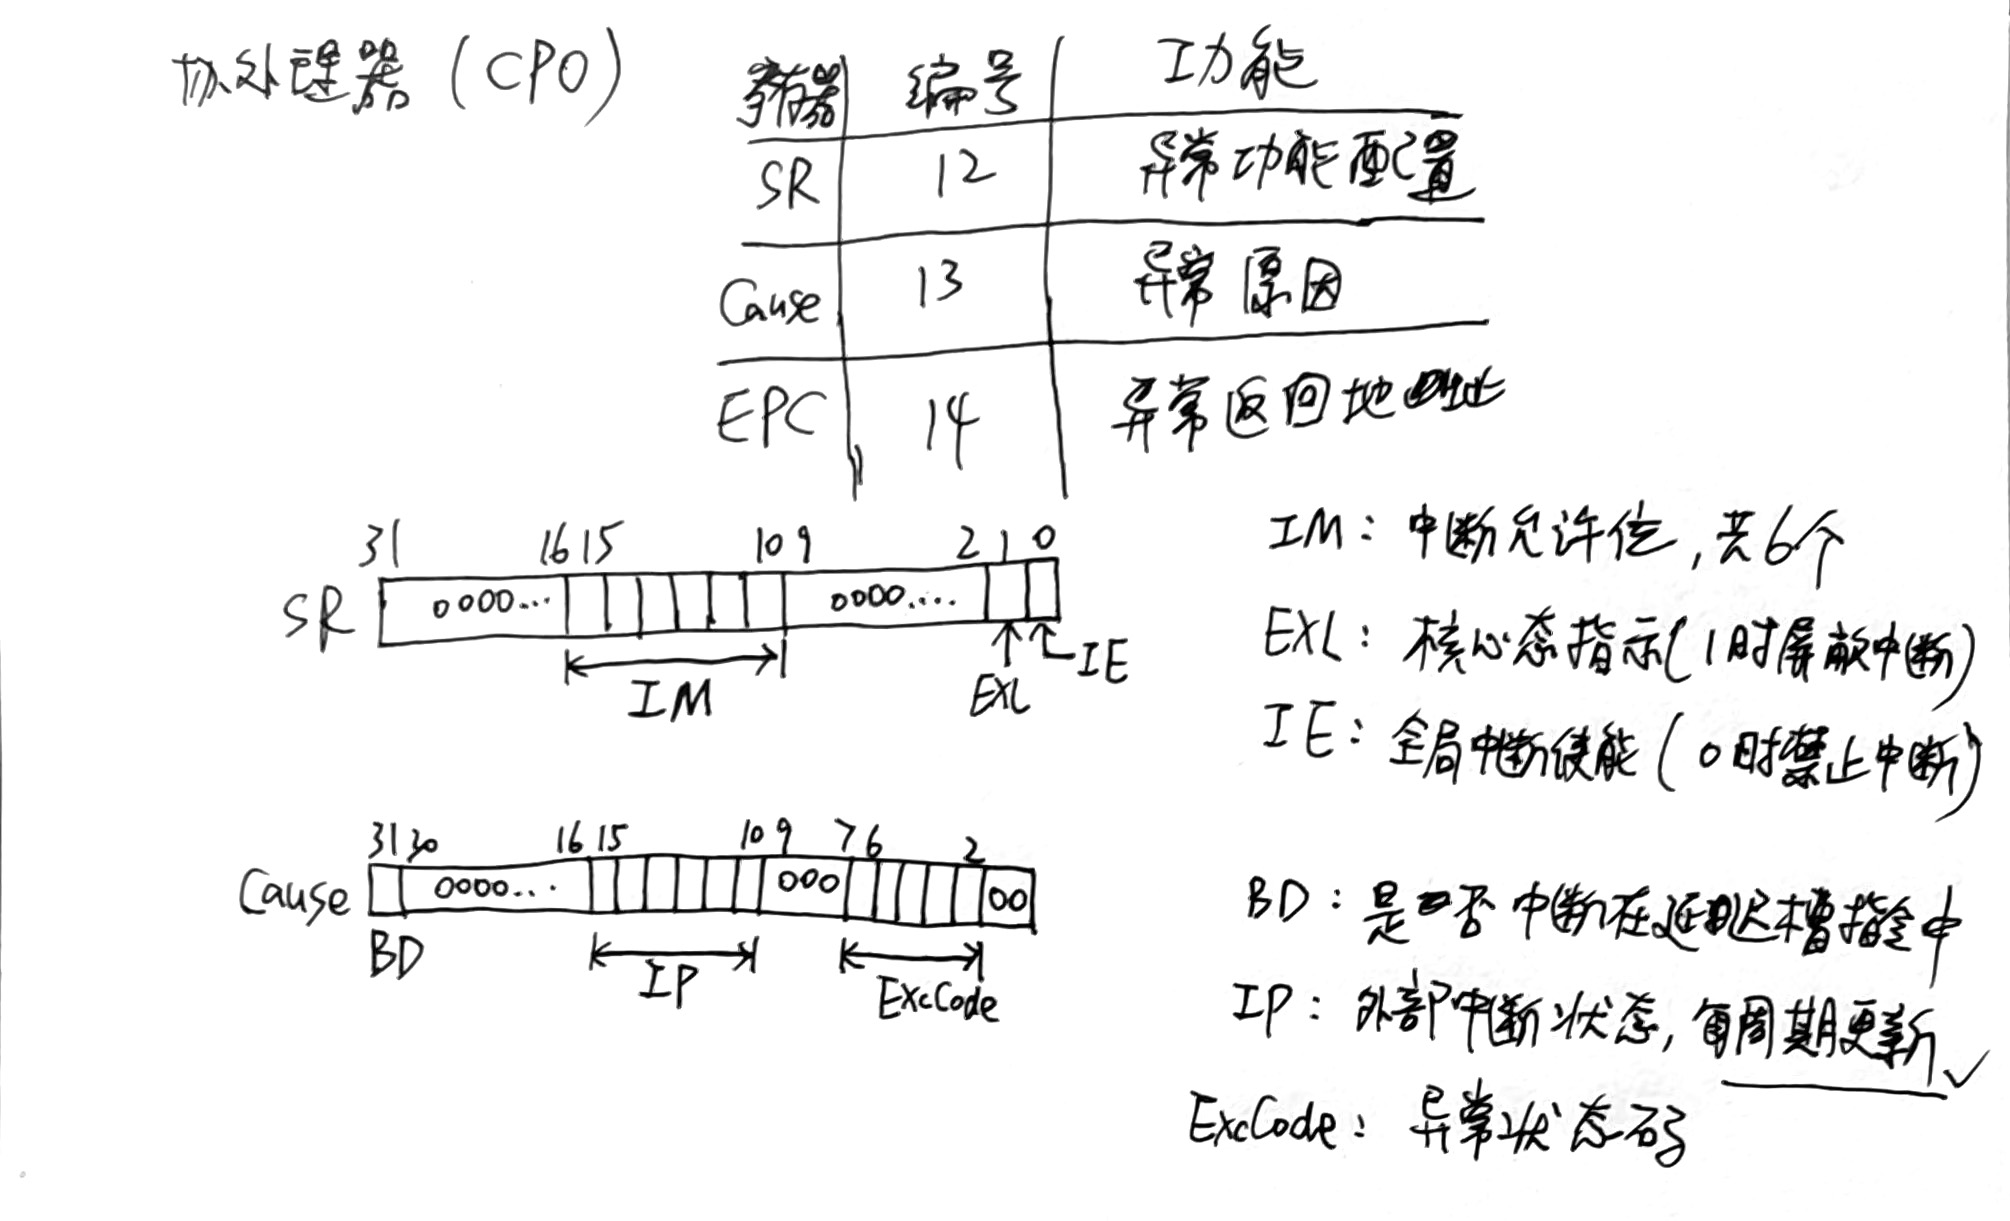 协处理器 (CP0)
寄存器 编号 功能
SR 12 异常功能配置
Cause 13 异常原因
EPC 14 异常返回地址
31 16 15 10 9 2 1 0
SR 0000... 0000....
IM EXL IE
IM: 中断允许位, 共6个
EXL: 核心态指示(1时屏蔽中断)
IE: 全局中断使能(0时禁止中断)
31 30 16 15 10 9 7 6 2
Cause 0000... 000 00
BD IP ExcCode
BD: 是否中断在延迟槽指令中
IP: 外部中断状态, 每周期更新
ExcCode: 异常状态码